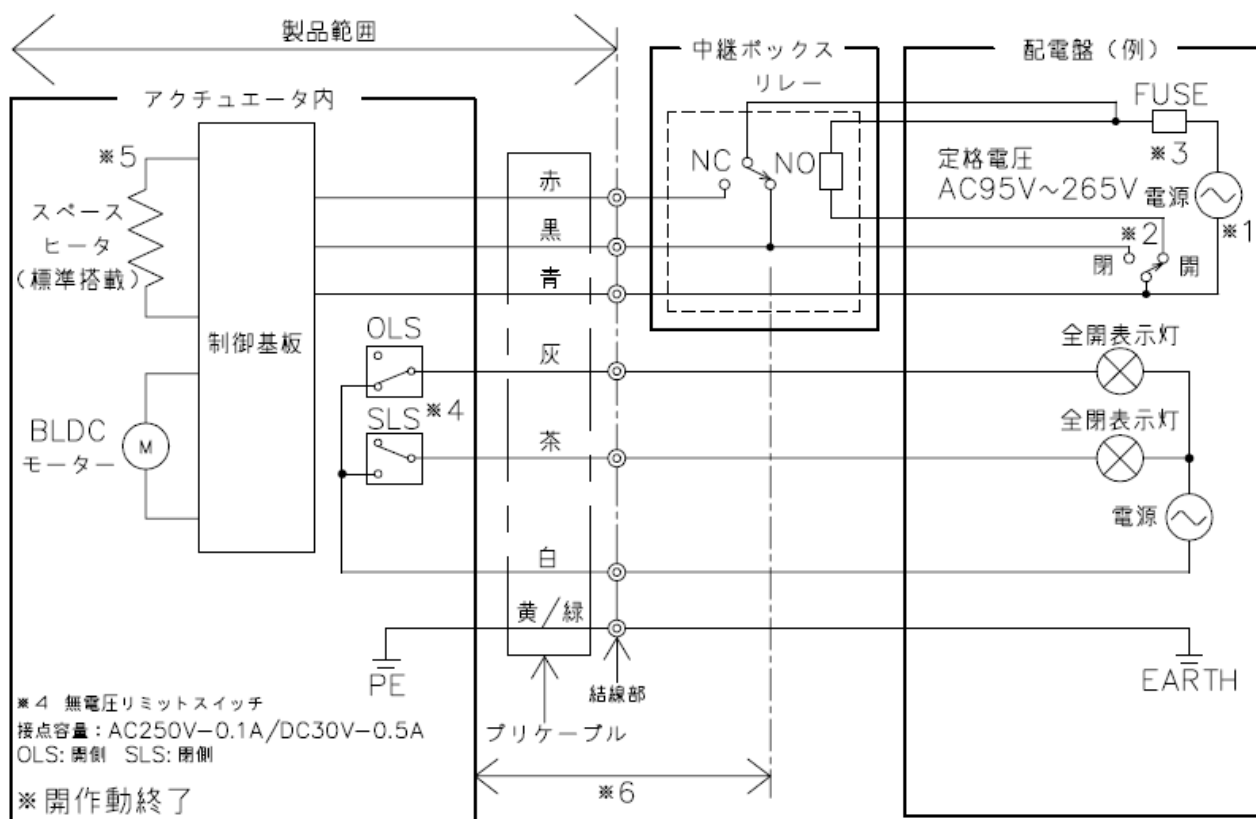 製品範囲
アクチュエータ内
中継ボックス
リレー
配電盤(例)
FUSE
※3
※5
スペース
ヒータ
(標準搭載)
制御基板
BLDC
モーター
M
OLS
SLS ※4
赤
黒
青
灰
茶
白
黄/緑
NC
NO
定格電圧
AC95V~265V
電源
※1
※2
閉
開
全開表示灯
全閉表示灯
電源
PE
EARTH
結線部
プリケーブル
※6
※4 無電圧リミットスイッチ
接点容量:AC250V-0.1A/DC30V-0.5A
OLS:開側 SLS:閉側
※開作動終了